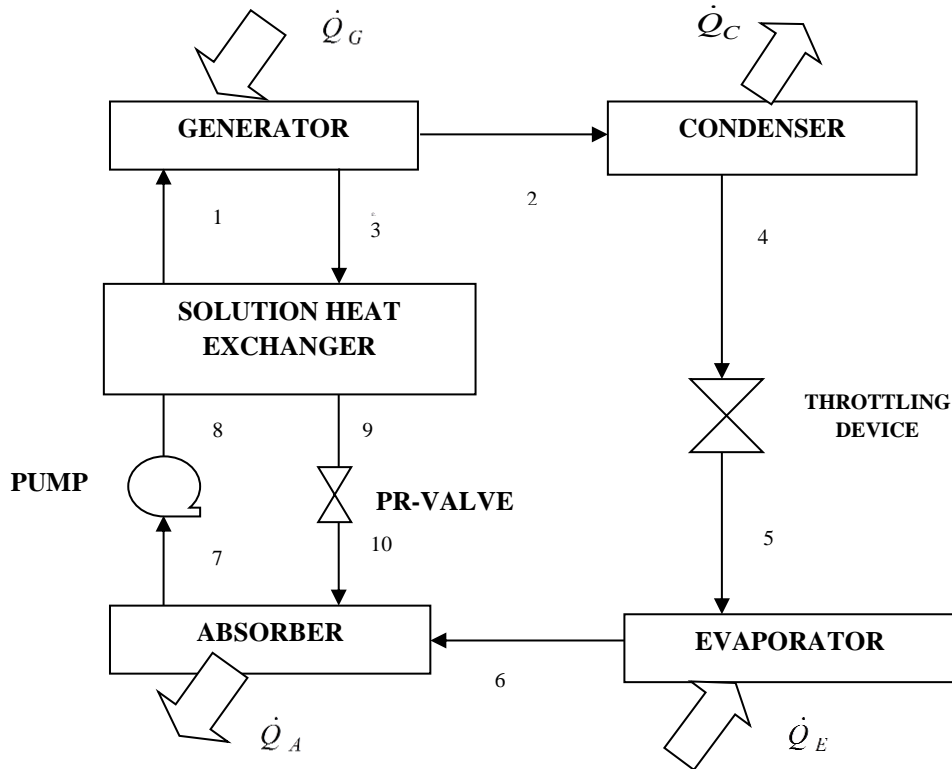 Q̇ G
Q̇C
GENERATOR
CONDENSER
1
3
2
4
SOLUTION HEAT
EXCHANGER
THROTTLING
DEVICE
8
9
PUMP
PR-VALVE
7
10
5
ABSORBER
EVAPORATOR
6
Q̇ A
Q̇ E